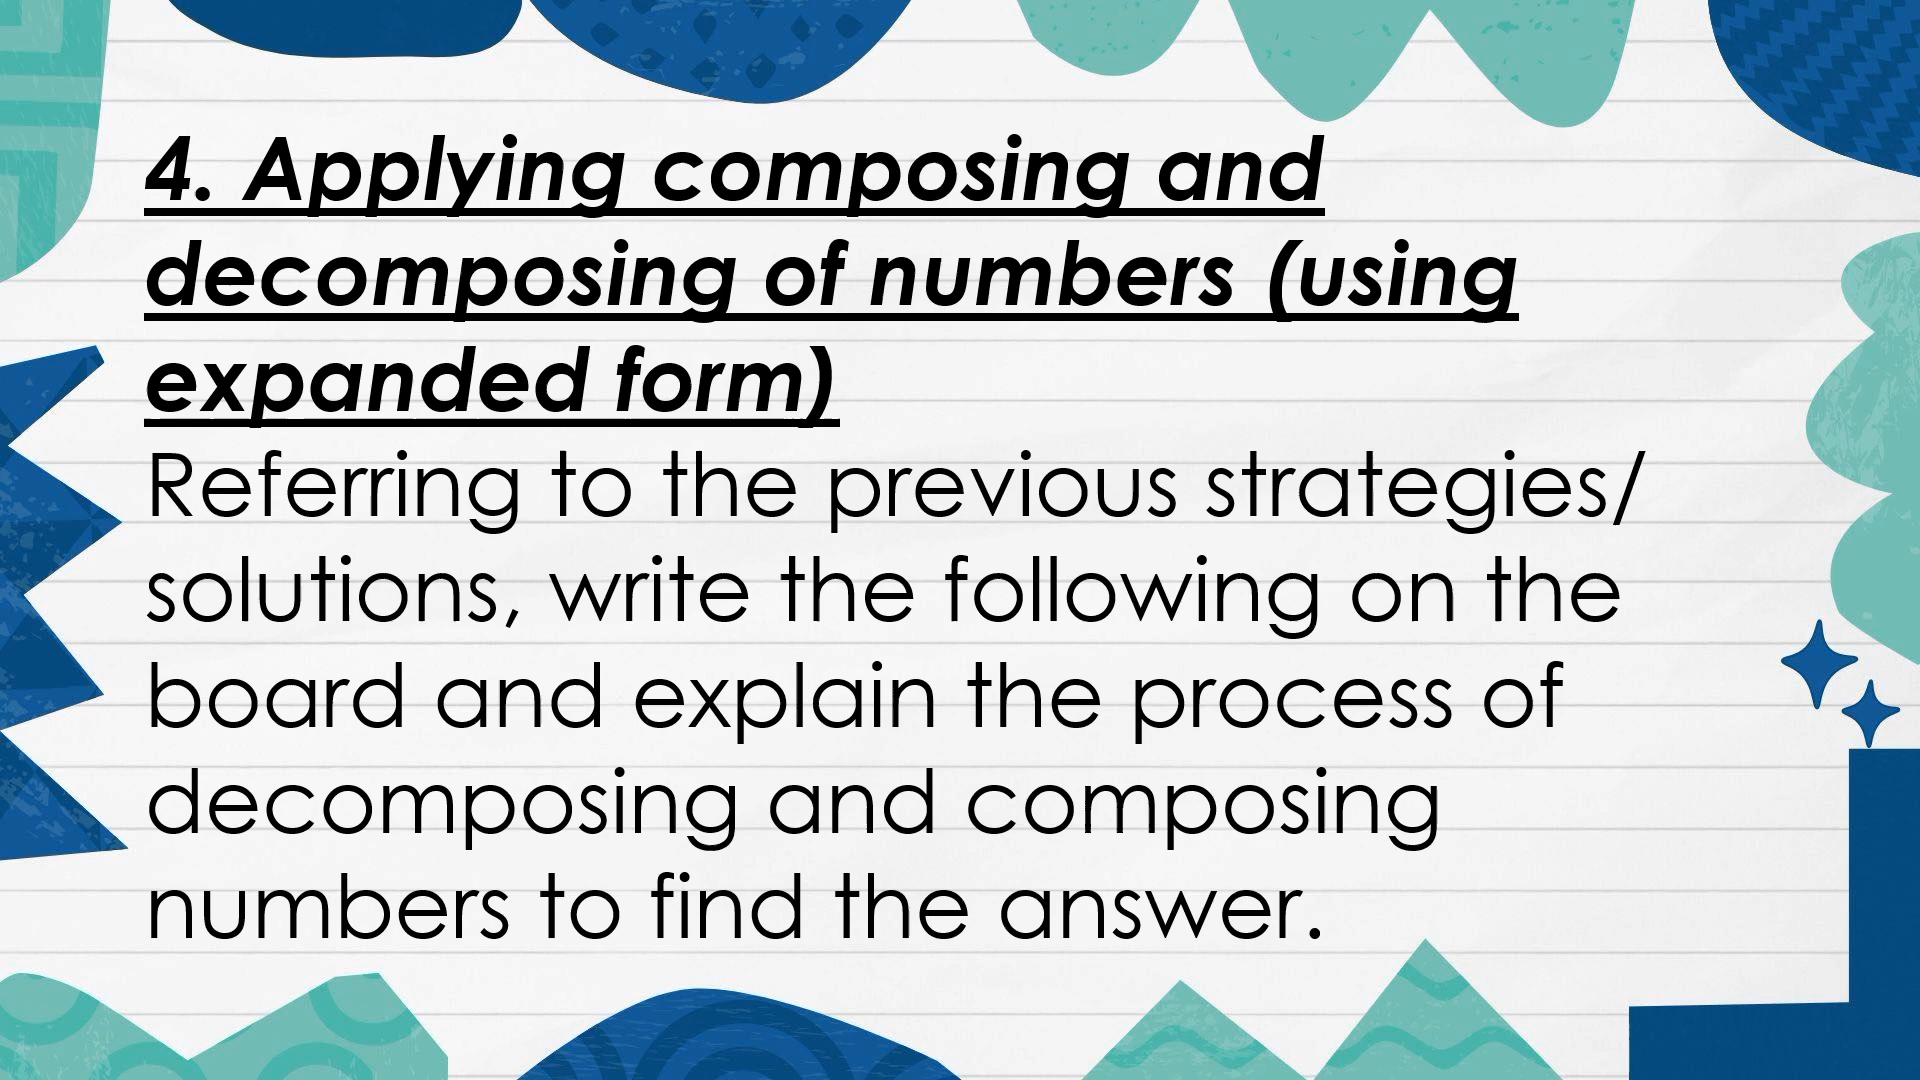 4. Applying composing and
decomposing of numbers (using
expanded form)
Referring to the previous strategies/
solutions, write the following on the
board and explain the process of
decomposing and composing
numbers to find the answer.